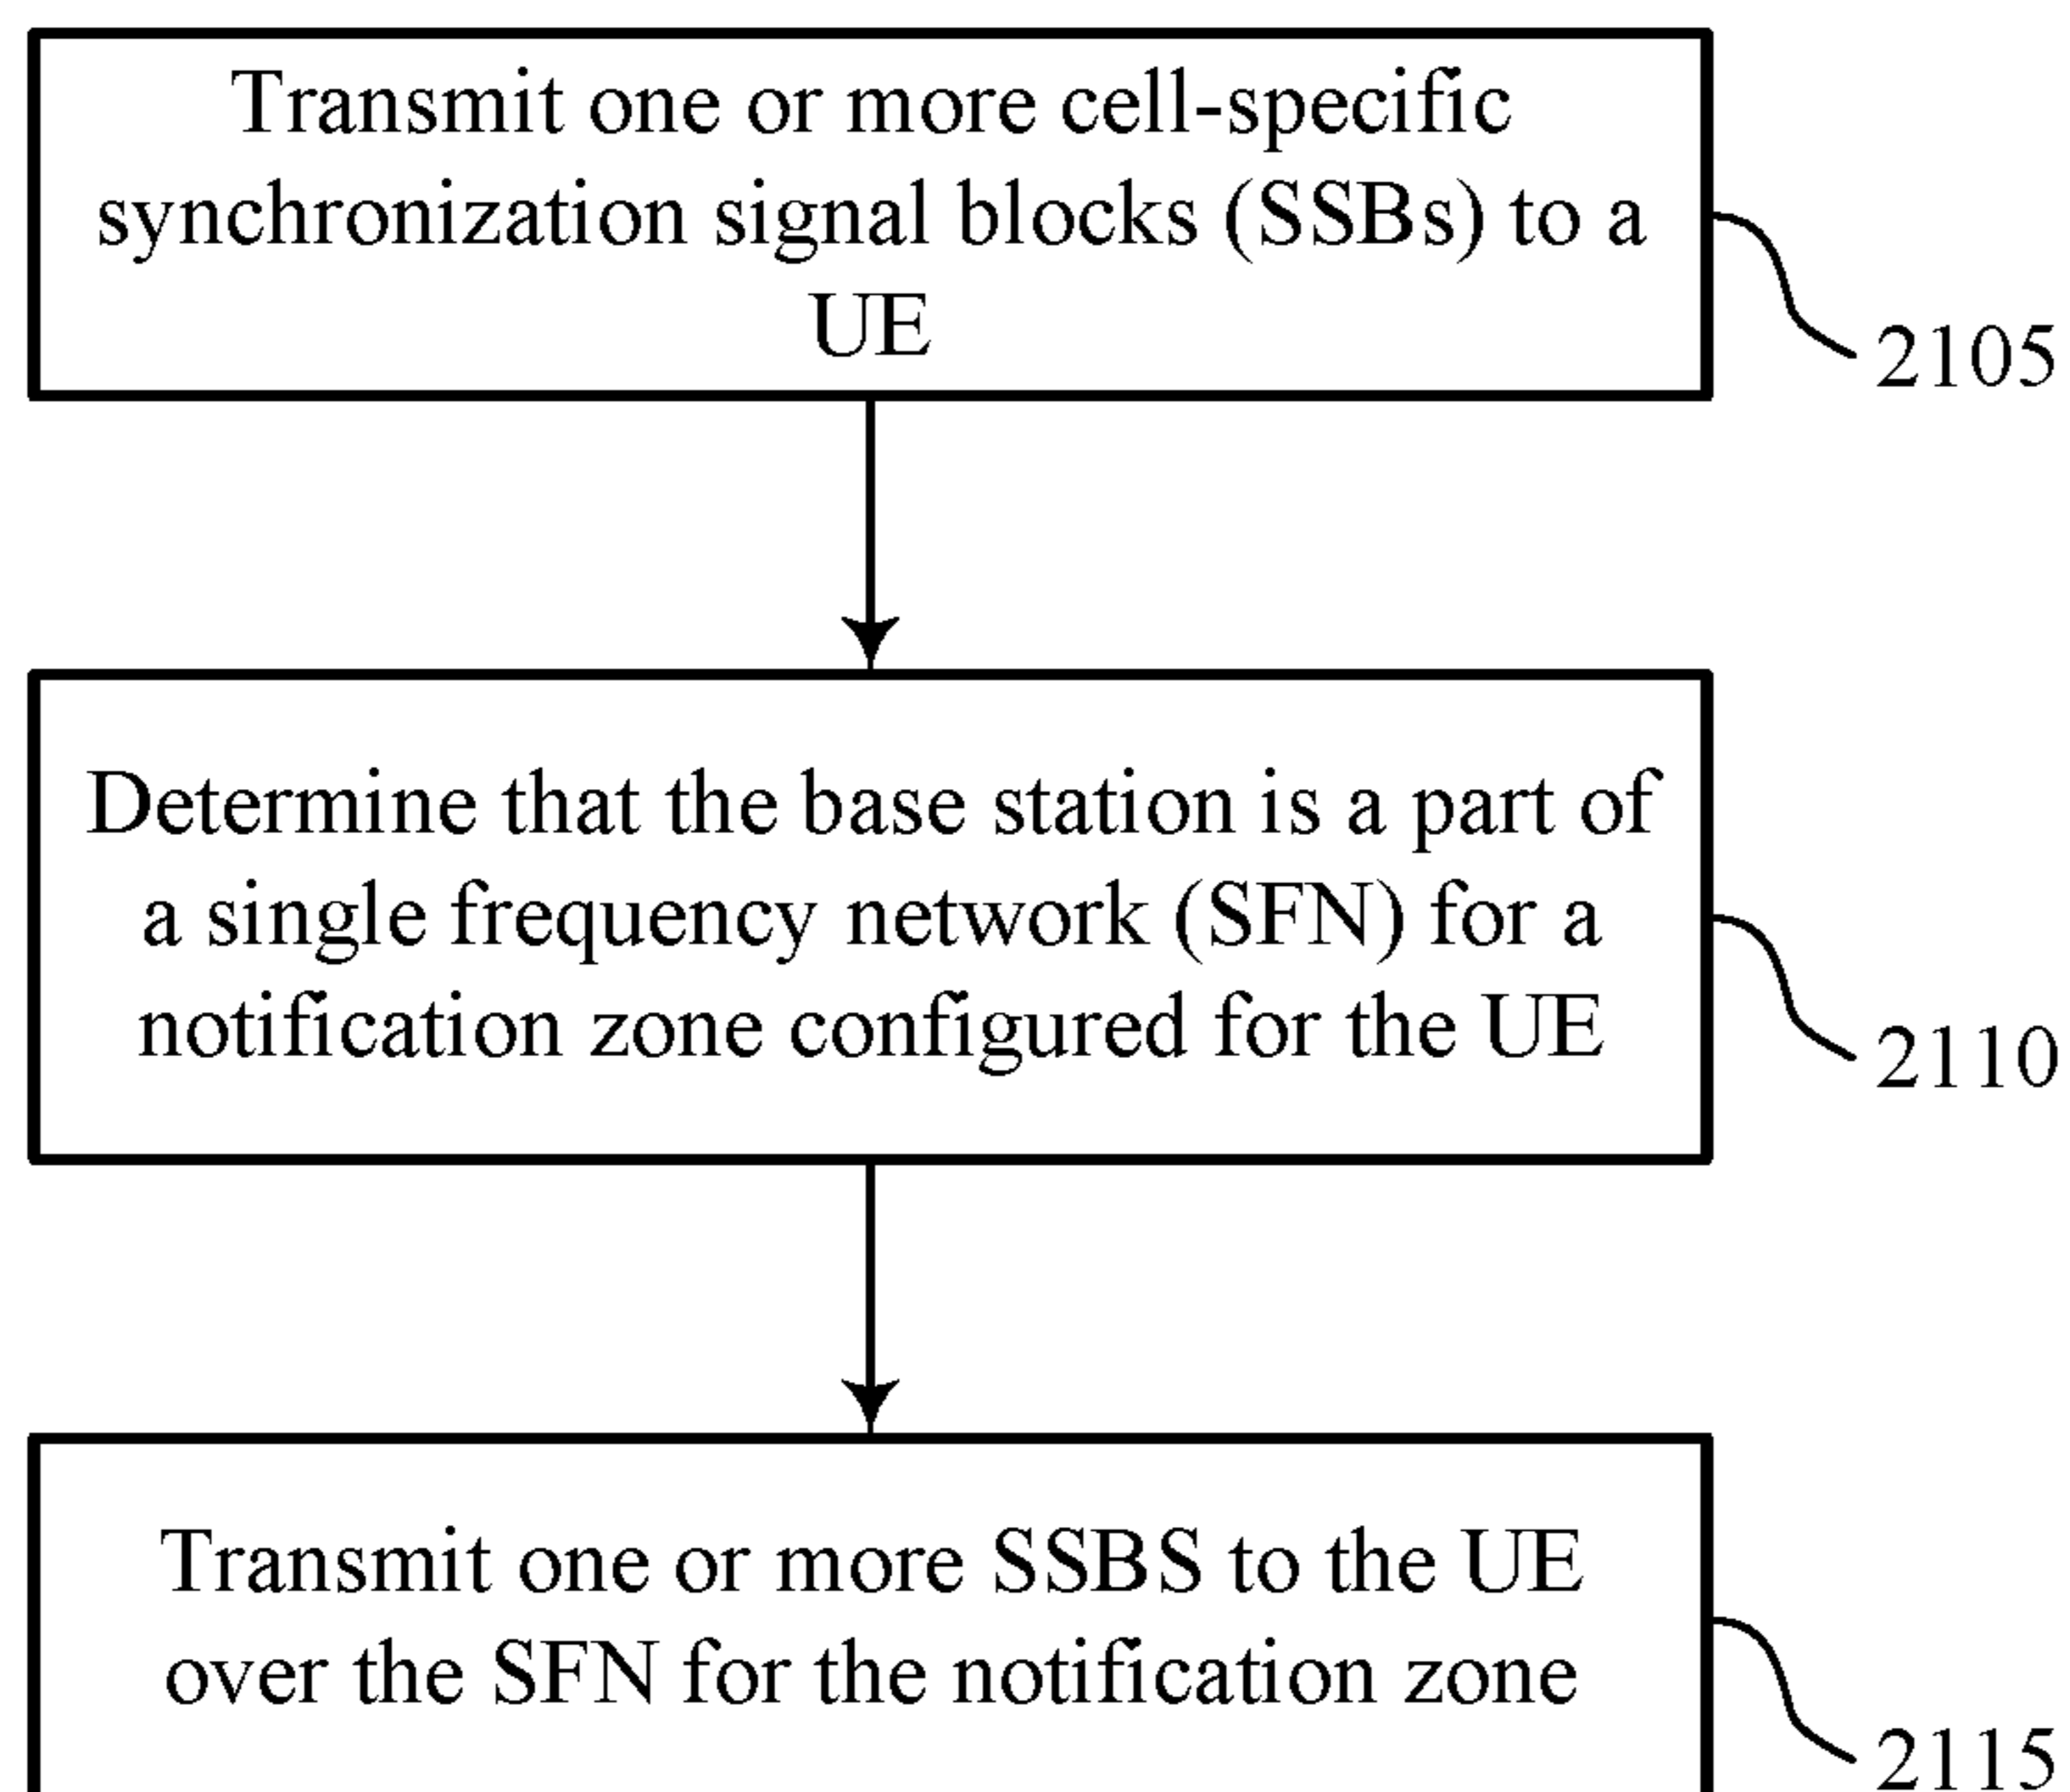 Transmit one or more cell-specific
synchronization signal blocks (SSBs) to a
UE
2105
Determine that the base station is a part of
a single frequency network (SFN) for a
notification zone configured for the UE
2110
Transmit one or more SSBS to the UE
over the SFN for the notification zone
2115